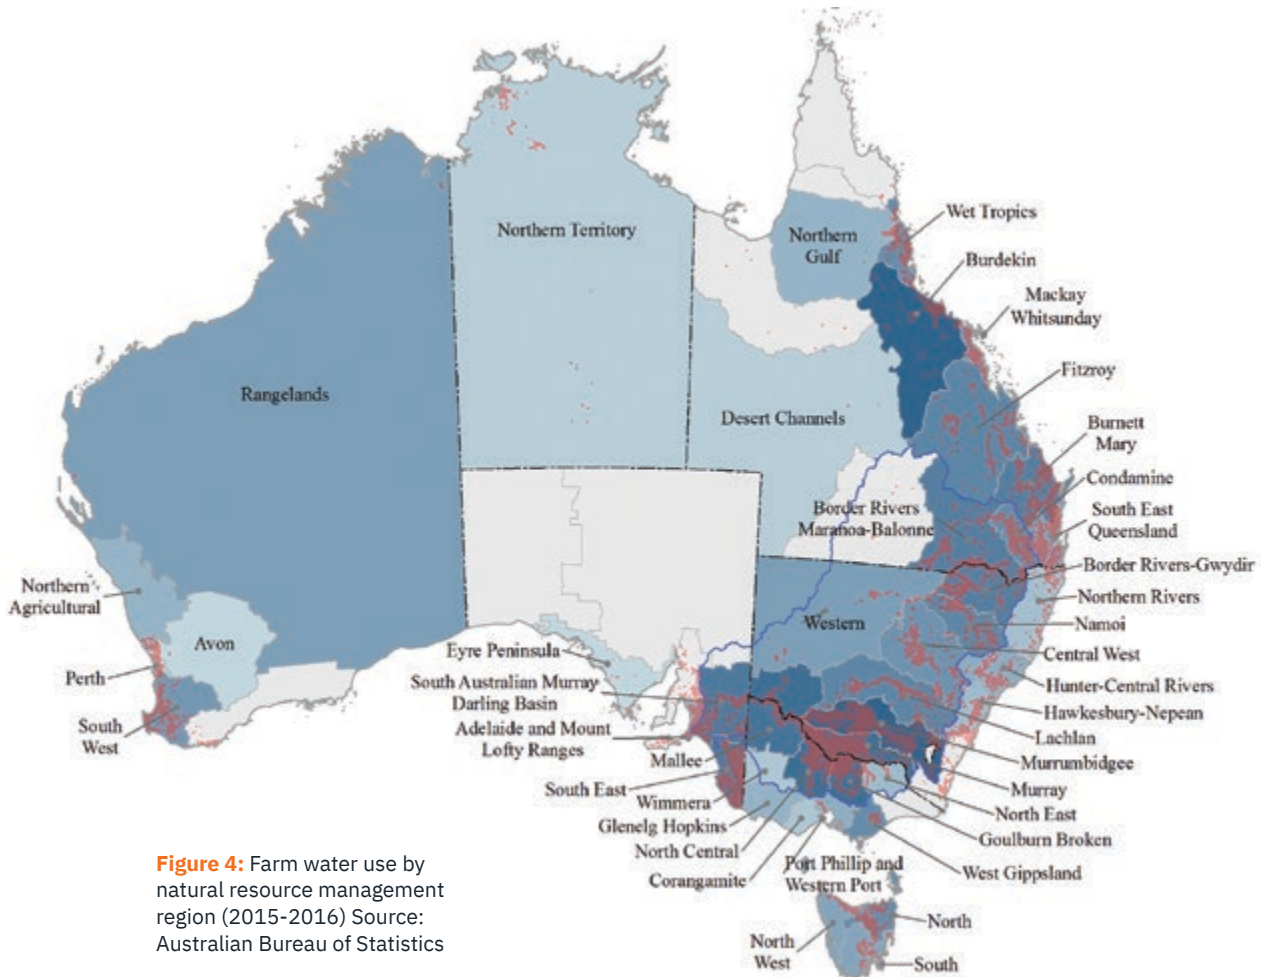 Northern Territory
Northern
Gulf
Wet Tropics
Burdekin
Mackay
Whitsunday
Fitzroy
Rangelands
Desert Channels
Burnett
Mary
Condamine
Border Rivers
Maranoa-Balonne
South East
Queensland
Border Rivers-Gwydir
Northern
Agricultural
Northern Rivers
Western
Namoi
Avon
Eyre Peninsula
Central West
Perth
South Australian Murray
Darling Basin
Hunter-Central Rivers
Hawkesbury-Nepean
South
West
Adelaide and Mount
Lofty Ranges
Lachlan
Mallee
Murrumbidgee
South East
Murray
Wimmera
North East
Glenelg Hopkins
Goulburn Broken
North Central
Port Phillip and
Western Port
West Gippsland
Corangamite
Figure 4: Farm water use by
natural resource management
region (2015-2016) Source:
Australian Bureau of Statistics
North
North
West
South